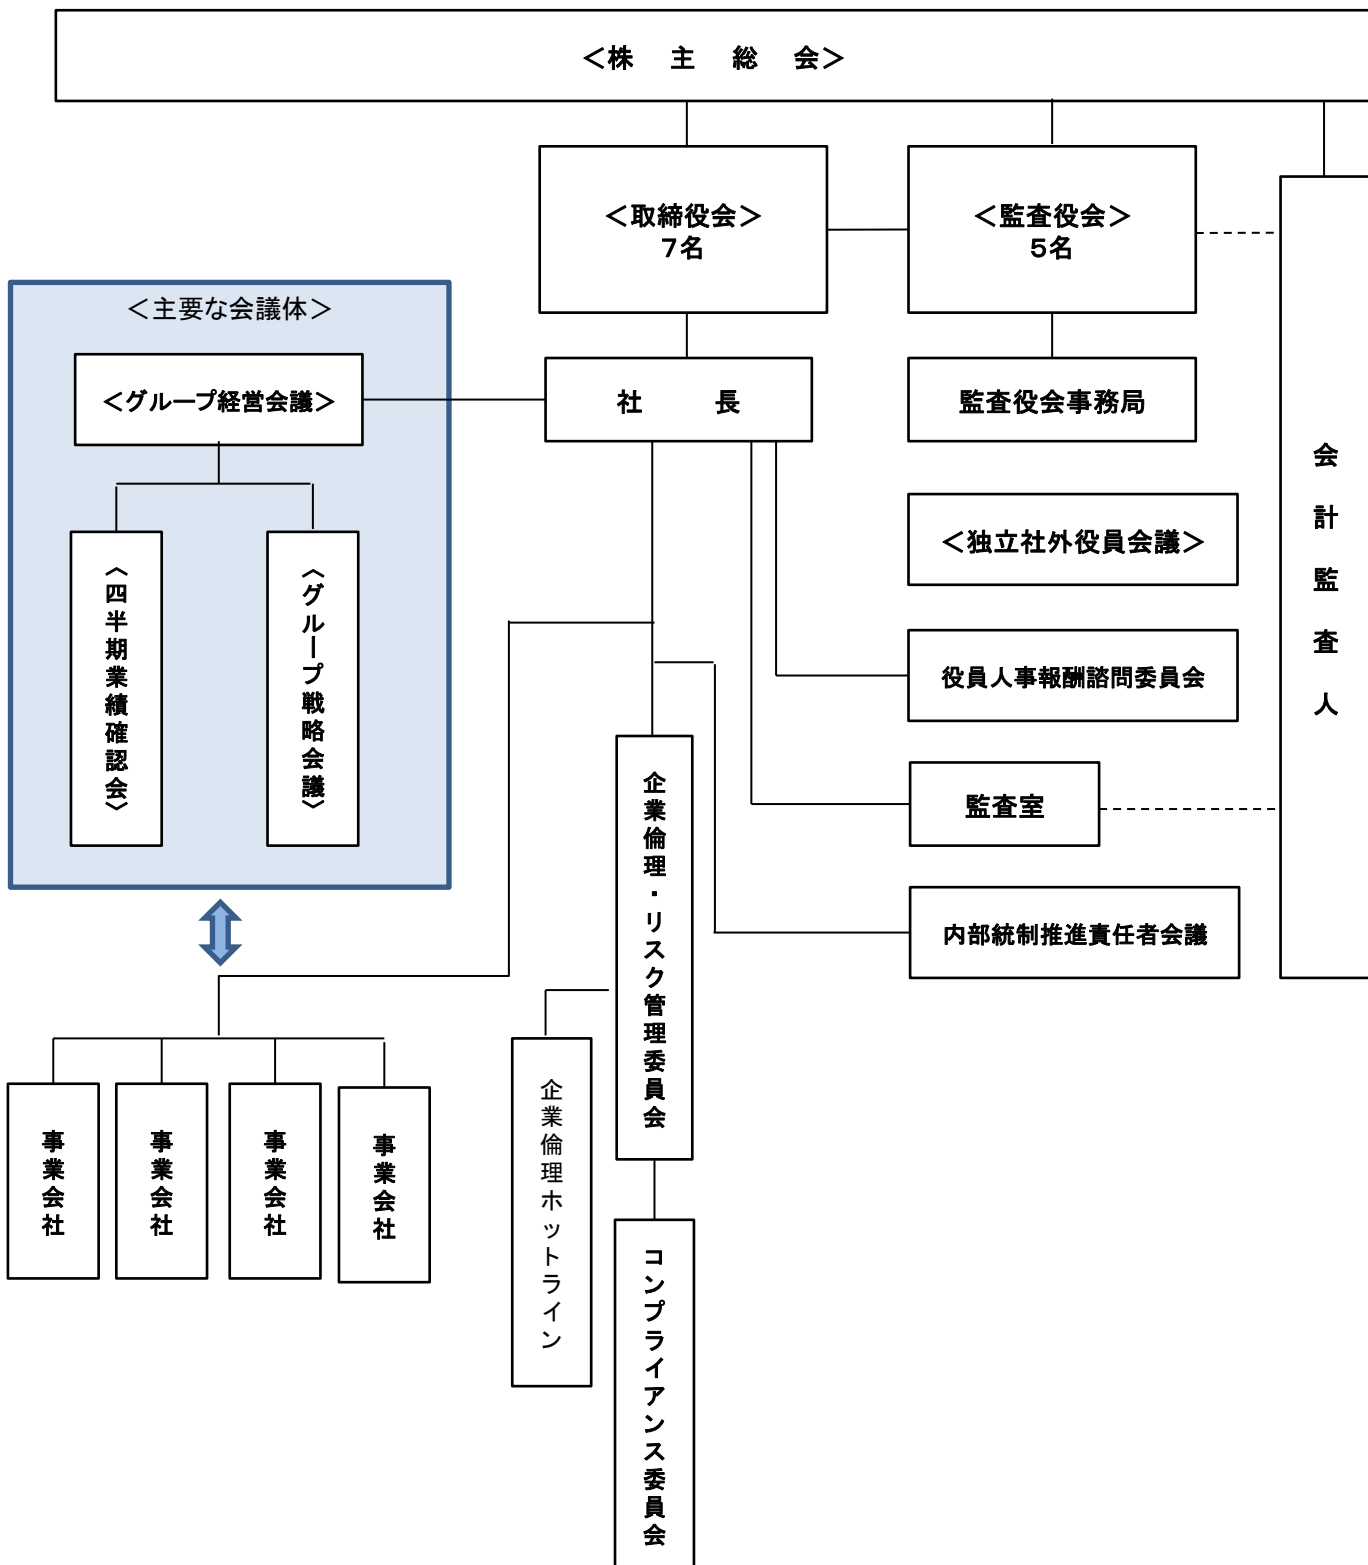 ＜株　主　総　会＞
＜取締役会＞
７名
＜監査役会＞
５名
＜主要な会議体＞
＜グループ経営会議＞
社　　長
監査役会事務局
会計監査人
＜独立社外役員会議＞
＜四半期業績確認会＞
＜グループ戦略会議＞
役員人事報酬諮問委員会
企業倫理・リスク管理委員会
監査室
内部統制推進責任者会議
企業倫理ホットライン
事業会社
事業会社
事業会社
事業会社
コンプライアンス委員会